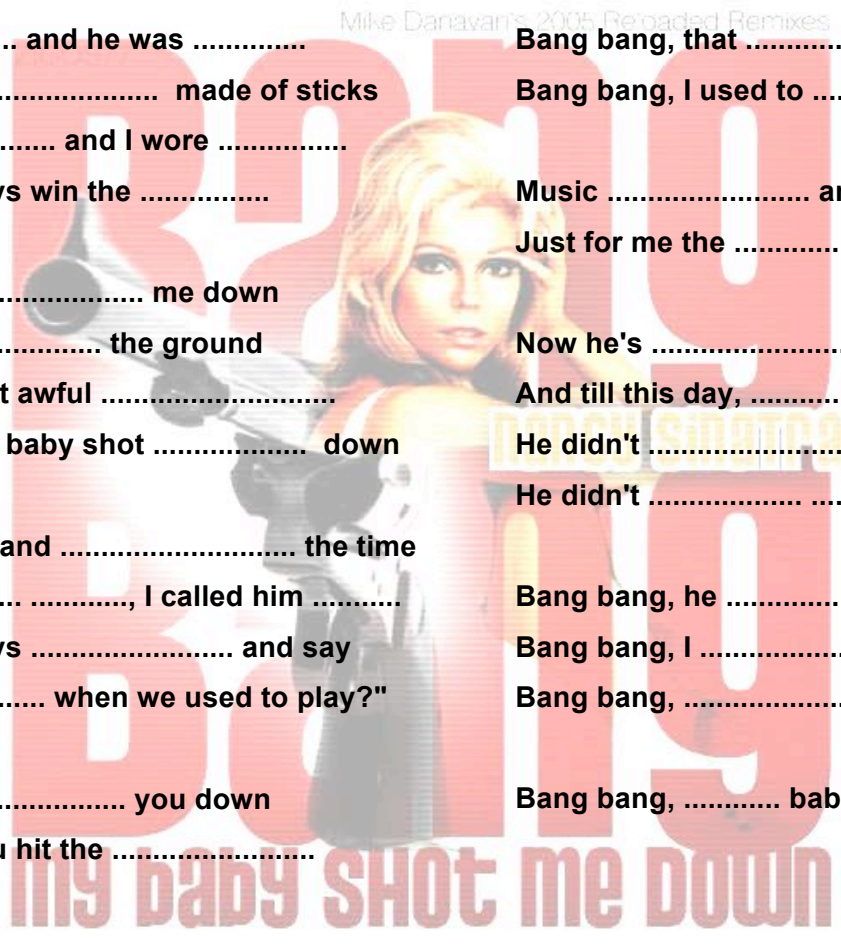 Mike Danavan's 2005 Reloaded Remixes
.. and he was ..............
.................... made of sticks
....... and I wore ................
ys win the ................
.................. me down
............. the ground
t awful .............................
baby shot ................... down
and ............................. the time
... ............, I called him ...........
ys ......................... and say
...... when we used to play?"
................ you down
u hit the .........................
Bang bang, that ............
Bang bang, I used to ....
Music ......................... an
Just for me the .............
Now he's ........................
And till this day, ...........
He didn't ........................
He didn't ................... ....
Bang bang, he ..............
Bang bang, I ..................
Bang bang, ....................
Bang bang, ............ bab
Bang
Bang
nancy sinatra
my baby shot me down